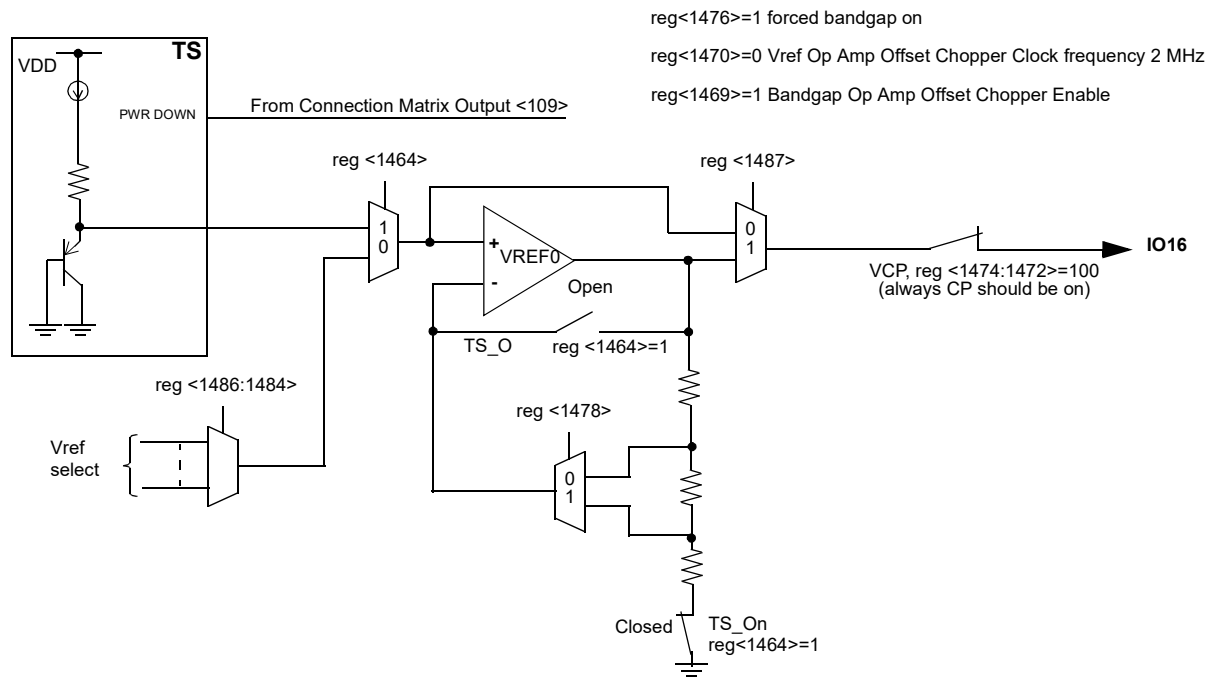 reg<1476>=1 forced bandgap on
reg<1470>=0 Vref Op Amp Offset Chopper Clock frequency 2 MHz
reg<1469>=1 Bandgap Op Amp Offset Chopper Enable
TS
VDD
PWR DOWN
From Connection Matrix Output <109>
reg <1464>
1
0
reg <1487>
0
1
+
VREF0
-
Open
TS_O
reg <1464>=1
IO16
VCP, reg <1474:1472>=100
(always CP should be on)
reg <1486:1484>
Vref
select
reg <1478>
0
1
Closed
TS_On
reg<1464>=1